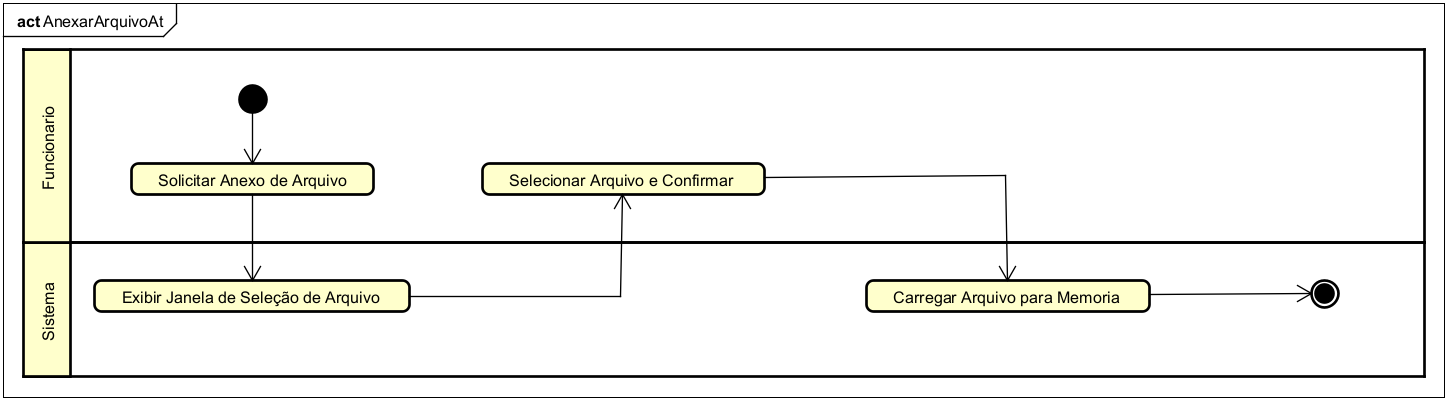 act AnexarArquivoAt
Funcionario
Solicitar Anexo de Arquivo
Selecionar Arquivo e Confirmar
Sistema
Exibir Janela de Seleção de Arquivo
Carregar Arquivo para Memoria